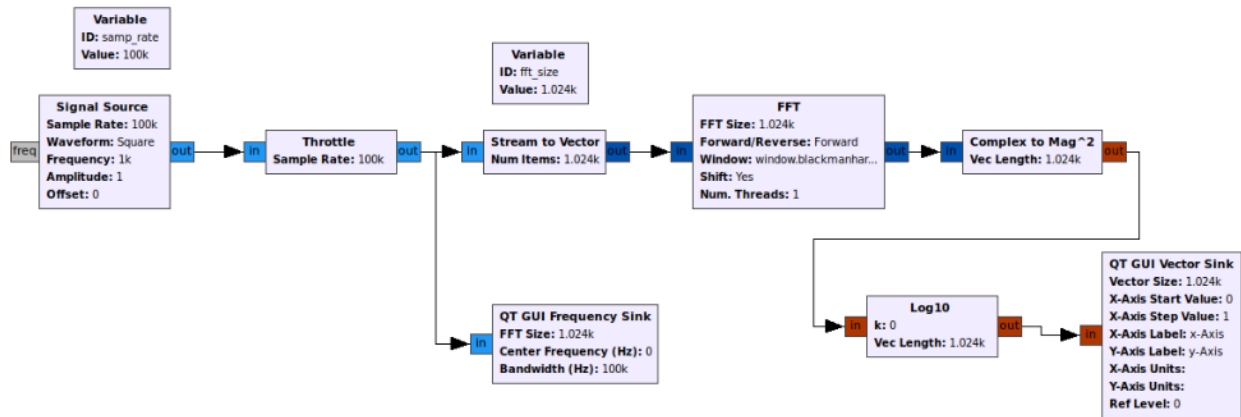 Variable
ID: samp_rate
Value: 100k
Variable
ID: fft_size
Value: 1.024k
Signal Source
Sample Rate: 100k
Waveform: Square
Frequency: 1k
Amplitude: 1
Offset: 0
freq
out
in
Throttle
Sample Rate: 100k
out
in
Stream to Vector
Num Items: 1.024k
out
in
FFT
FFT Size: 1.024k
Forward/Reverse: Forward
Window: window.blackmanhar...
Shift: Yes
Num. Threads: 1
out
in
Complex to Mag^2
Vec Length: 1.024k
out
in
QT GUI Frequency Sink
FFT Size: 1.024k
Center Frequency (Hz): 0
Bandwidth (Hz): 100k
in
Log10
k: 0
Vec Length: 1.024k
out
in
QT GUI Vector Sink
Vector Size: 1.024k
X-Axis Start Value: 0
X-Axis Step Value: 1
X-Axis Label: x-Axis
Y-Axis Label: y-Axis
X-Axis Units:
Y-Axis Units:
Ref Level: 0